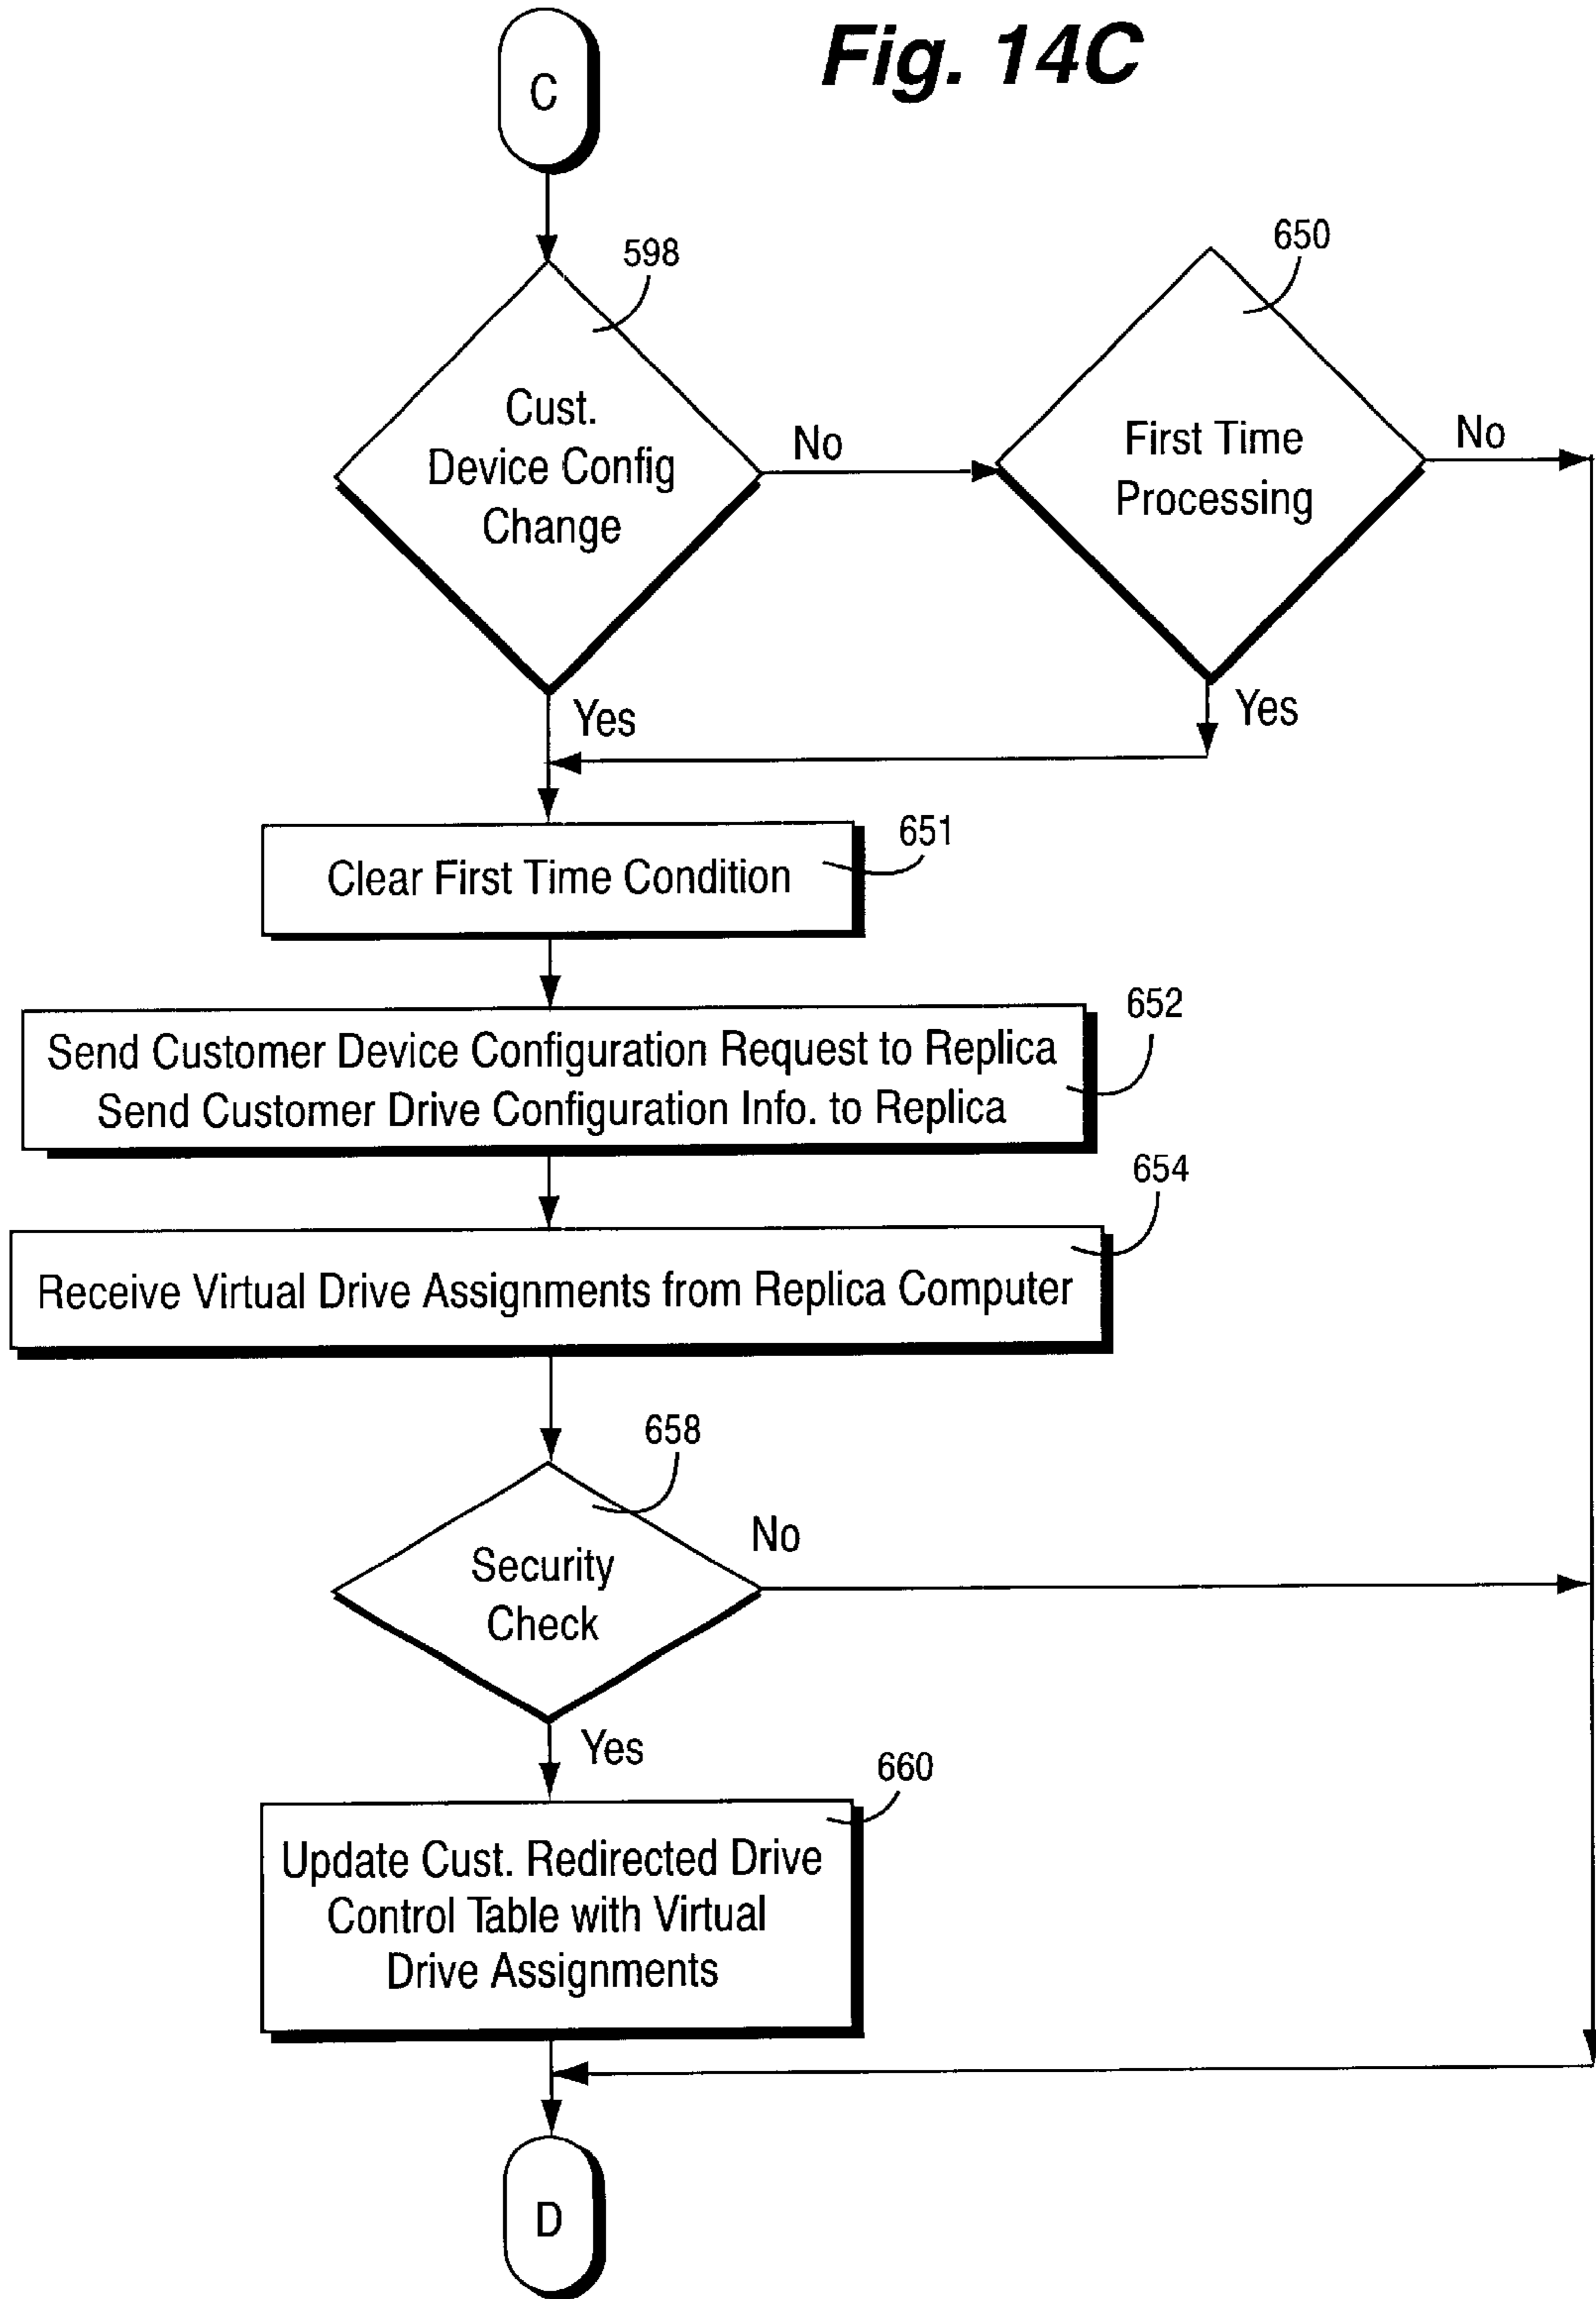 Fig. 14C
C
598
650
Cust.
Device Config
Change
No
First Time
Processing
No
Yes
Yes
651
Clear First Time Condition
652
Send Customer Device Configuration Request to Replica
Send Customer Drive Configuration Info. to Replica
654
Receive Virtual Drive Assignments from Replica Computer
658
Security
Check
No
Yes
660
Update Cust. Redirected Drive
Control Table with Virtual
Drive Assignments
D